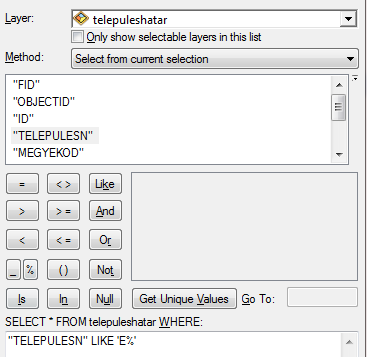 Layer: telepuleshatar
Only show selectable layers in this list
Method: Select from current selection
"FID"
"OBJECTID"
"ID"
"TELEPULESN"
"MEGYEKOD"
= <> Like
> >= And
< <= Or
_ % () Not
Is In Null Get Unique Values Go To:
SELECT * FROM telepuleshatar WHERE:
"TELEPULESN" LIKE 'E%'